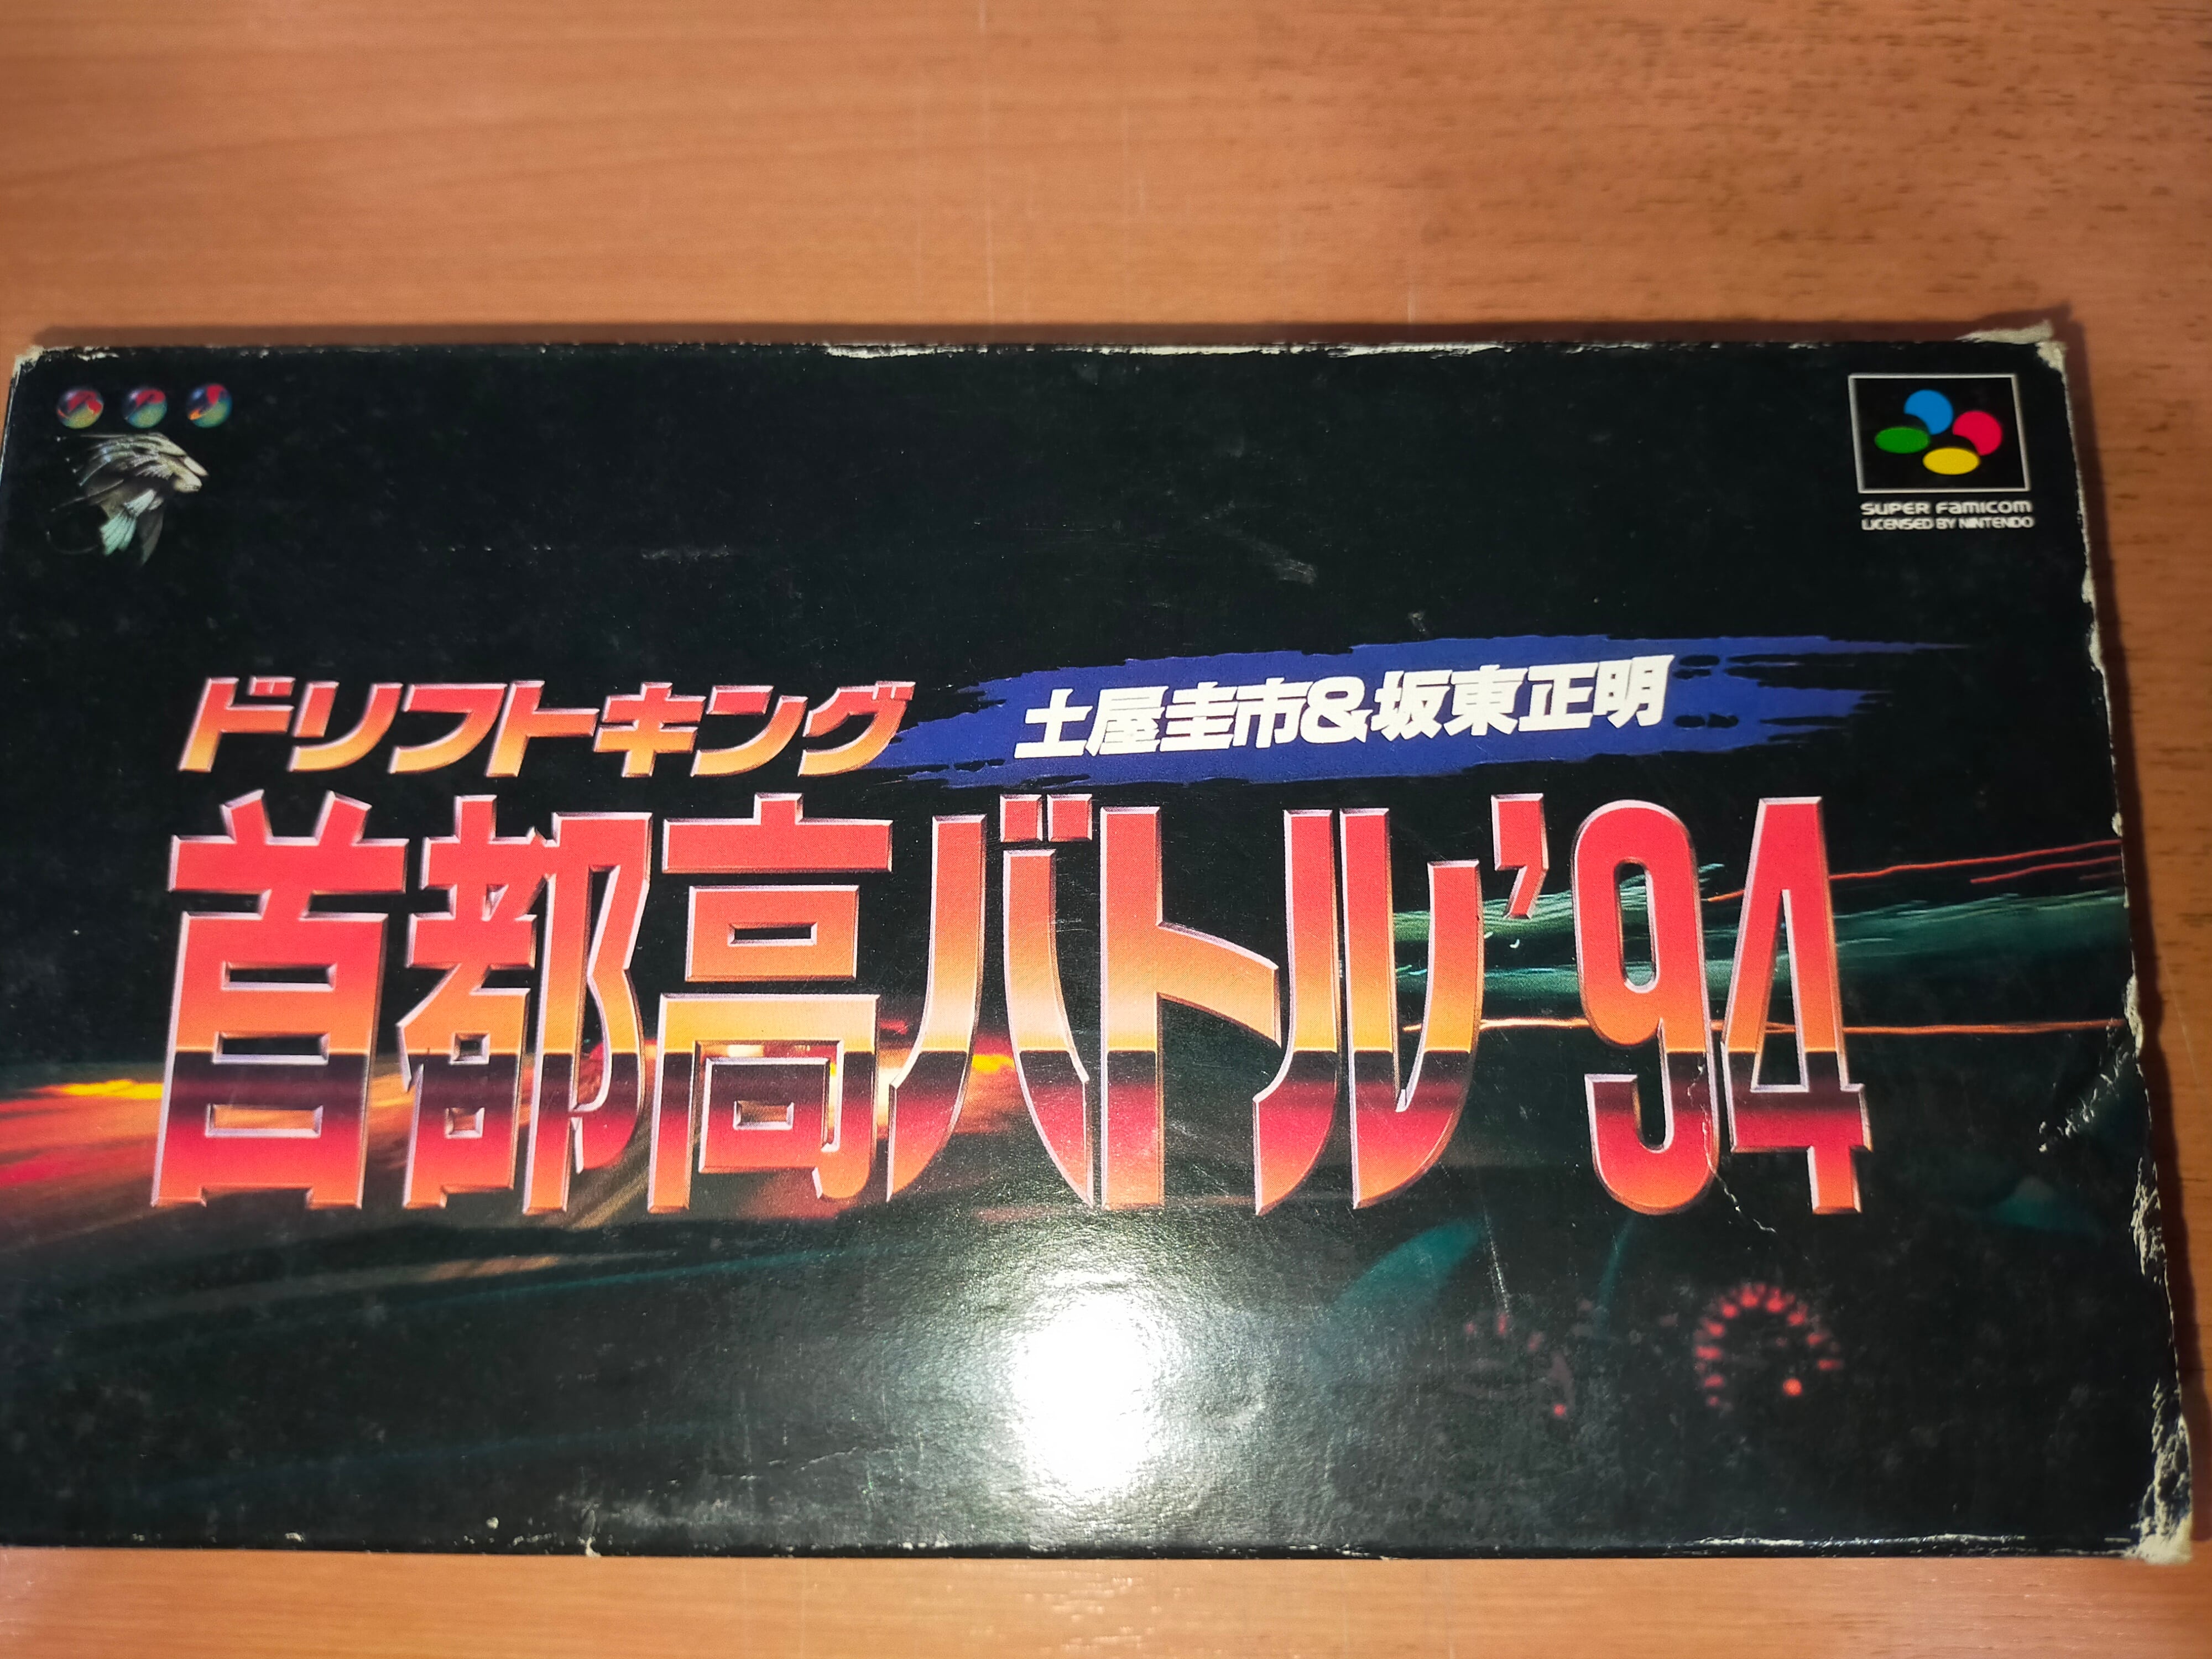 SUPER FAMICOM
LICENSED BY NINTENDO
ドリフトキング 土屋圭市&坂東正明
首都高バトル'94